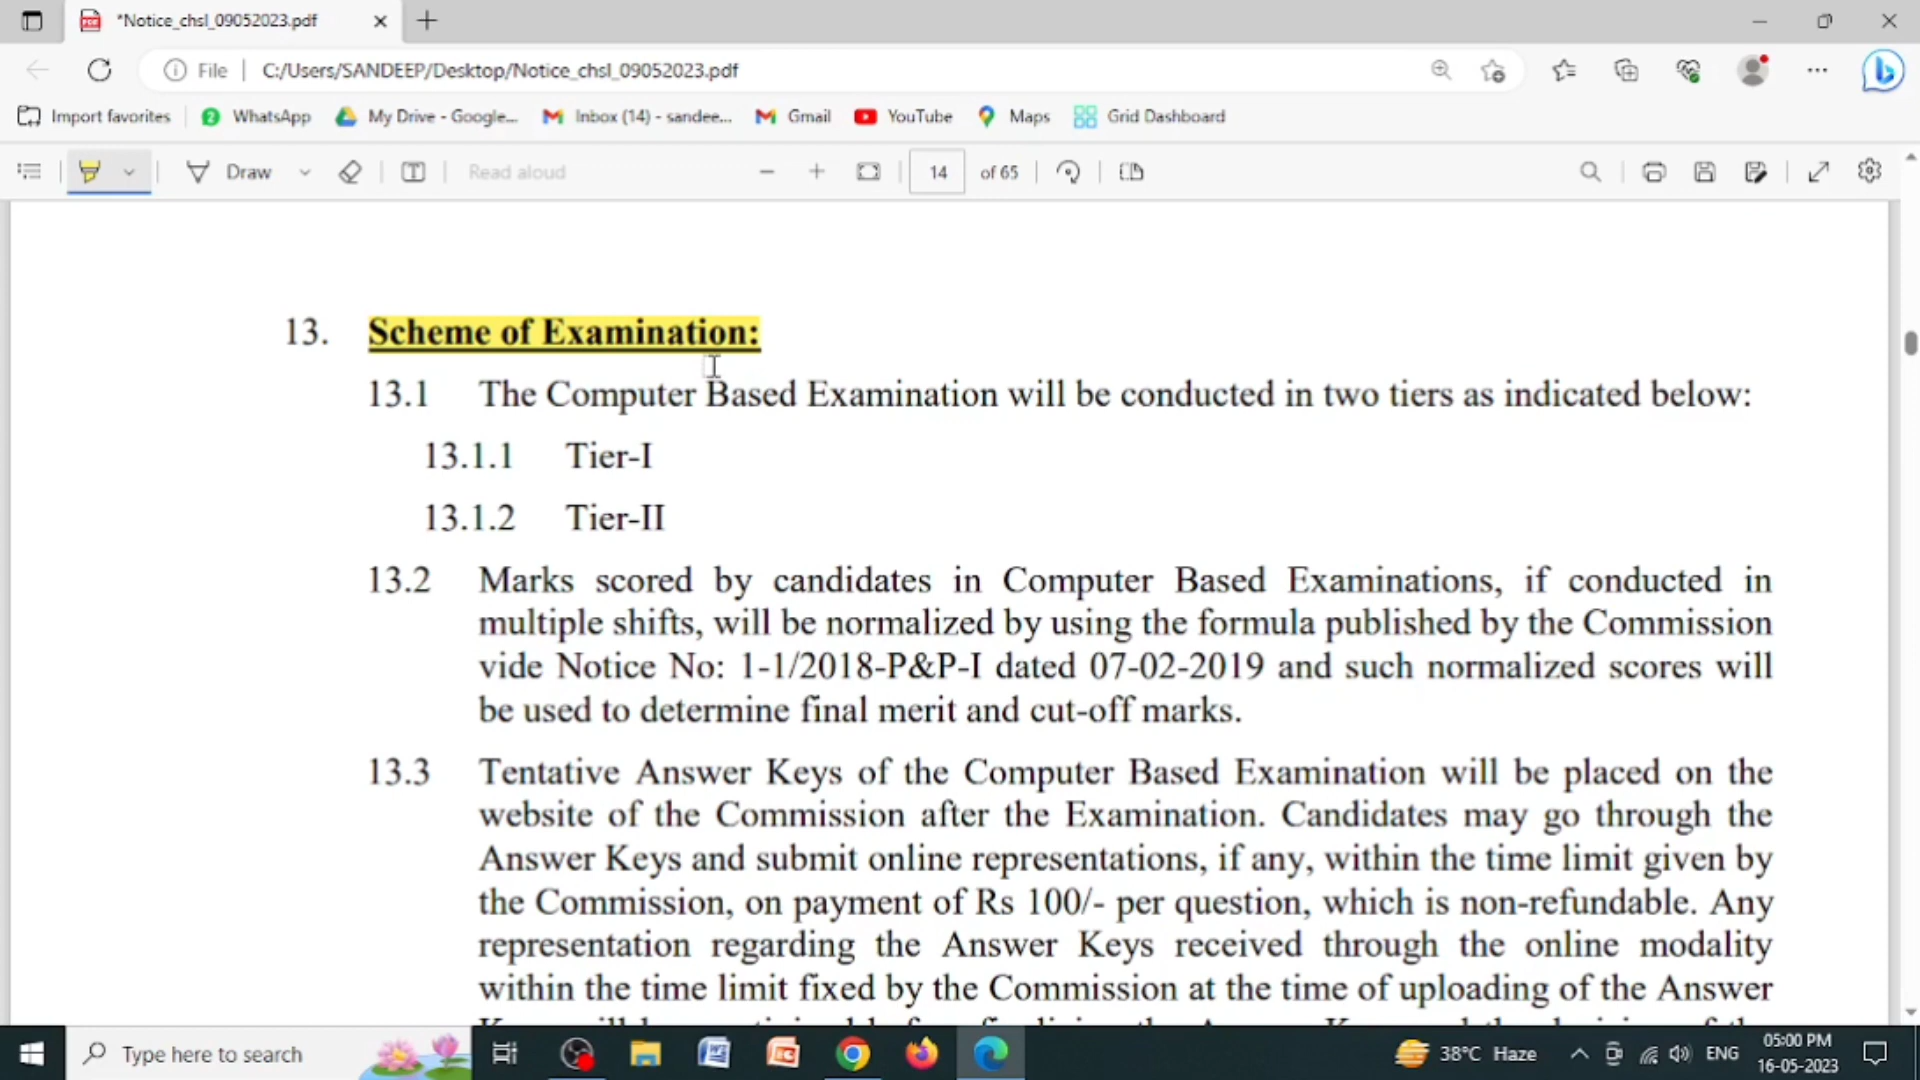 *Notice_chsl_09052023.pdf
File
C:/Users/SANDEEP/Desktop/Notice_chsl_09052023.pdf
Import favorites
2
WhatsApp
My Drive - Google...
Inbox (14) - sandee...
Gmail
YouTube
Maps
Grid Dashboard
Draw
Read aloud
14
of 65
13. Scheme of Examination:
13.1 The Computer Based Examination will be conducted in two tiers as indicated below:
13.1.1 Tier-I
13.1.2 Tier-II
13.2 Marks scored by candidates in Computer Based Examinations, if conducted in
multiple shifts, will be normalized by using the formula published by the Commission
vide Notice No: 1-1/2018-P&P-I dated 07-02-2019 and such normalized scores will
be used to determine final merit and cut-off marks.
13.3 Tentative Answer Keys of the Computer Based Examination will be placed on the
website of the Commission after the Examination. Candidates may go through the
Answer Keys and submit online representations, if any, within the time limit given by
the Commission, on payment of Rs 100/- per question, which is non-refundable. Any
representation regarding the Answer Keys received through the online modality
within the time limit fixed by the Commission at the time of uploading of the Answer
Type here to search
38°C Haze
ENG
05:00 PM
16-05-2023